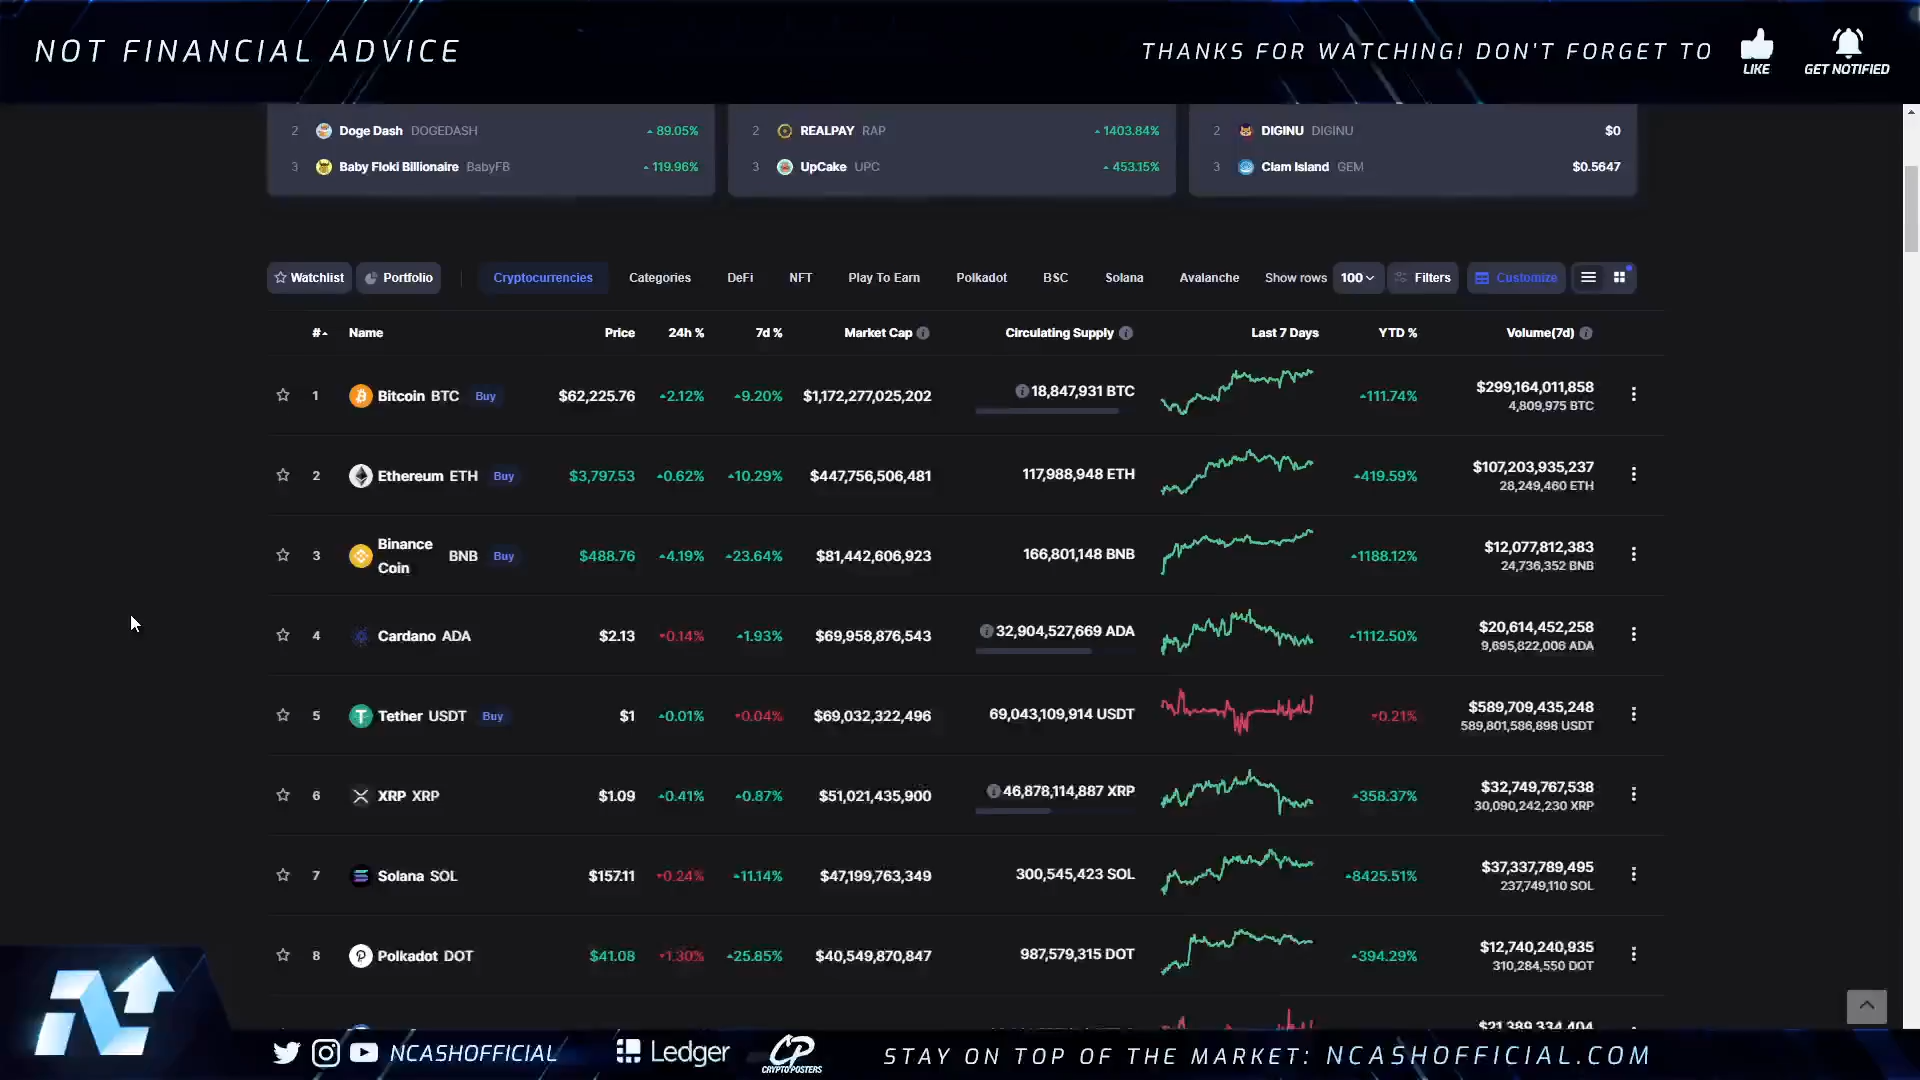 NOT FINANCIAL ADVICE
THANKS FOR WATCHING! DON'T FORGET TO
LIKE
GET NOTIFIED
2 Doge Dash DOGEDASH 89.05%
3 Baby Floki Billionaire BabyFB 119.96%
2 REALPAY RAP 1403.84%
3 UpCake UPC 453.15%
2 DIGINU DIGINU $0
3 Clam Island GEM $0.5647
Watchlist Portfolio Cryptocurrencies Categories DeFi NFT Play To Earn Polkadot BSC Solana Avalanche Show rows 100 Filters Customize
# Name Price 24h % 7d % Market Cap Circulating Supply Last 7 Days YTD % Volume(7d)
1 Bitcoin BTC Buy $62,225.76 2.12% 9.20% $1,172,277,025,202 18,847,931 BTC 111.74% $299,164,011,858
4,809,975 BTC
2 Ethereum ETH Buy $3,797.53 0.62% 10.29% $447,756,506,481 117,988,948 ETH 419.59% $107,203,935,237
28,249,460 ETH
3 Binance Coin BNB Buy $488.76 4.19% 23.64% $81,442,606,923 166,801,148 BNB 1188.12% $12,077,812,383
24,736,352 BNB
4 Cardano ADA $2.13 0.14% 1.93% $69,958,876,543 32,904,527,669 ADA 1112.50% $20,614,452,258
9,695,822,006 ADA
5 Tether USDT Buy $1 0.01% 0.04% $69,032,322,496 69,043,109,914 USDT 0.21% $589,709,435,248
589,801,586,898 USDT
6 XRP XRP $1.09 0.41% 0.87% $51,021,435,900 46,878,114,887 XRP 358.37% $32,749,767,538
30,090,242,230 XRP
7 Solana SOL $157.11 0.24% 11.14% $47,199,763,349 300,545,423 SOL 8425.51% $37,337,789,495
237,749,110 SOL
8 Polkadot DOT $41.08 1.30% 25.85% $40,549,870,847 987,579,315 DOT 394.29% $12,740,240,935
310,284,550 DOT
$21,389,334,404
NCASHOFFICIAL
Ledger
CP
CRYPTOPOSTERS
STAY ON TOP OF THE MARKET: NCASHOFFICIAL.COM